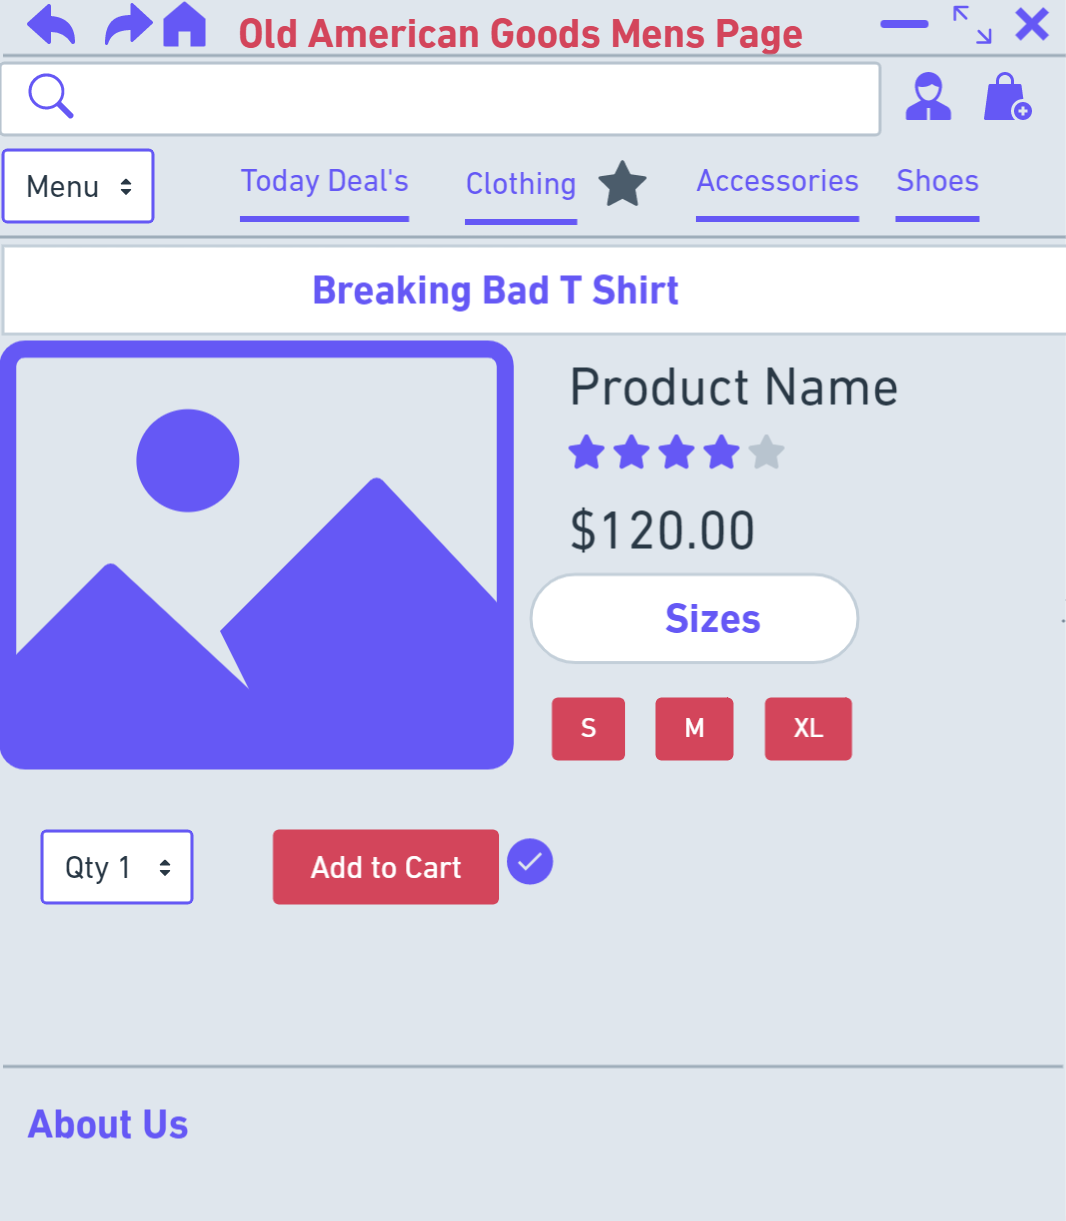 Old American Goods Mens Page
Menu
Today Deal's
Clothing
Accessories
Shoes
Breaking Bad T Shirt
Product Name
$120.00
Sizes
S
M
XL
Qty 1
Add to Cart
About Us